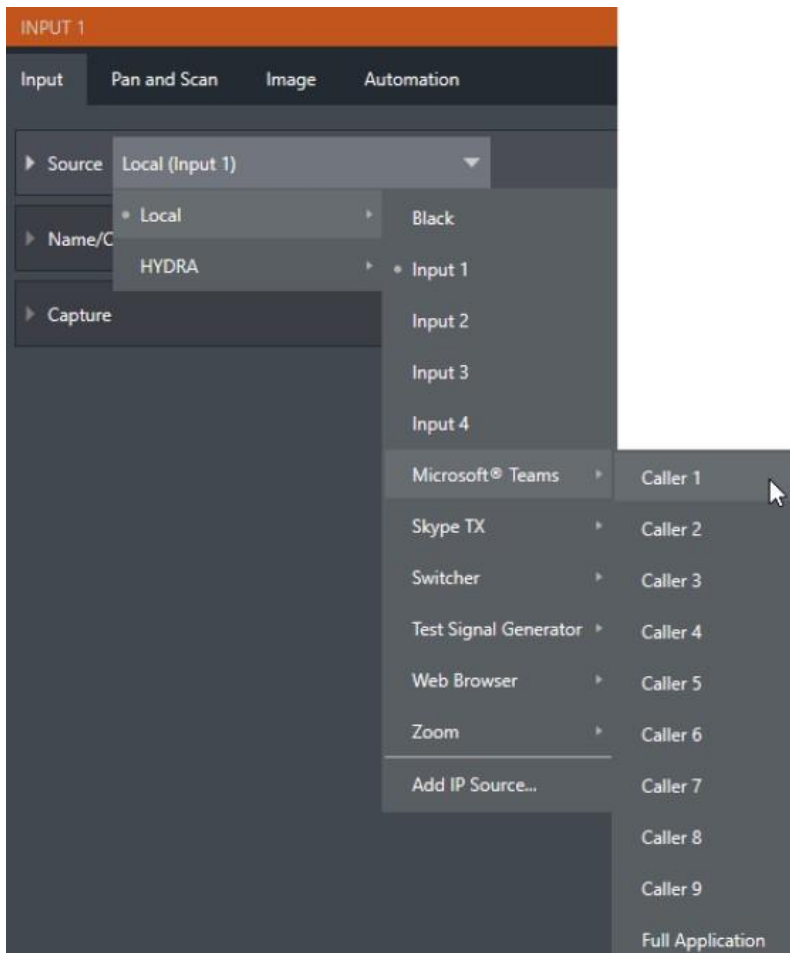 INPUT 1
Input Pan and Scan Image Automation
Source Local (Input 1)
Name/C
Capture
Local
HYDRA
Black
Input 1
Input 2
Input 3
Input 4
Microsoft® Teams
Skype TX
Switcher
Test Signal Generator
Web Browser
Zoom
Add IP Source...
Caller 1
Caller 2
Caller 3
Caller 4
Caller 5
Caller 6
Caller 7
Caller 8
Caller 9
Full Application